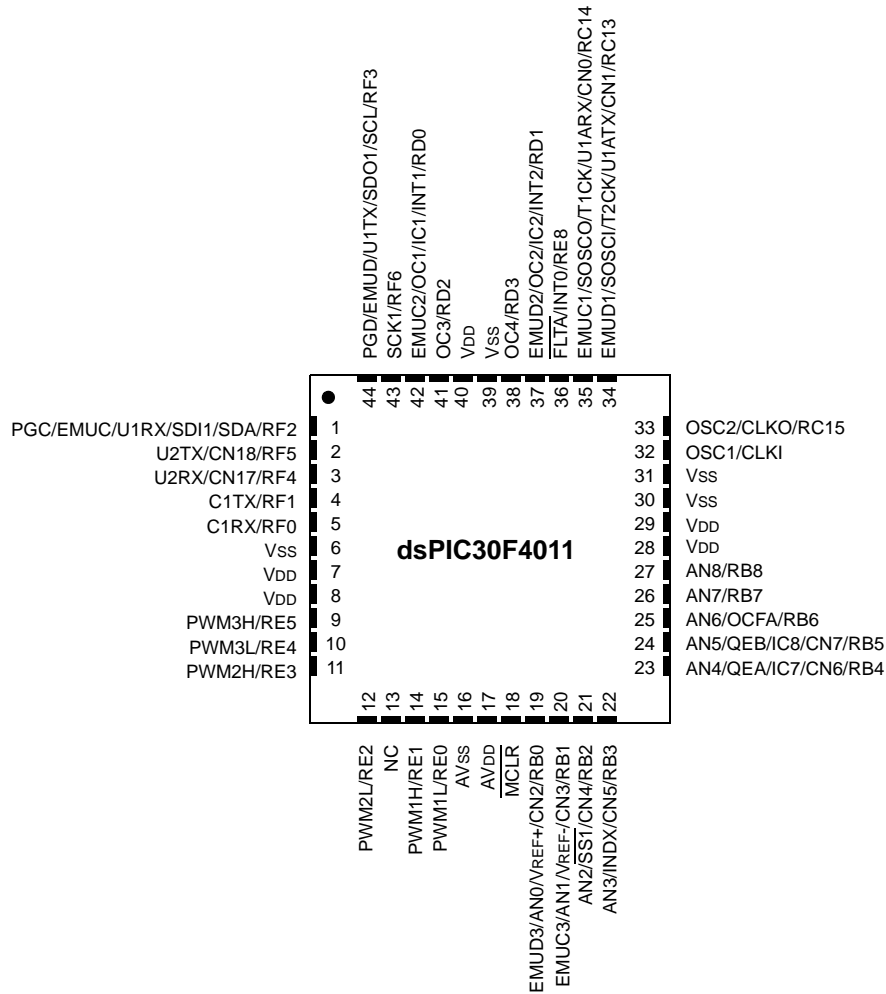 PGD/EMUD/U1TX/SDO1/SCL/RF3
SCK1/RF6
EMUC2/OC1/IC1/INT1/RD0
OC3/RD2
VDD
VSS
OC4/RD3
EMUD2/OC2/IC2/INT2/RD1
FLTA/INT0/RE8
EMUC1/SOSCO/T1CK/U1ARX/CN0/RC14
EMUD1/SOSCI/T2CK/U1ATX/CN1/RC13
44 43 42 41 40 39 38 37 36 35 34
PGC/EMUC/U1RX/SDI1/SDA/RF2 1
U2TX/CN18/RF5 2
U2RX/CN17/RF4 3
C1TX/RF1 4
C1RX/RF0 5
VSS 6
VDD 7
VDD 8
PWM3H/RE5 9
PWM3L/RE4 10
PWM2H/RE3 11
dsPIC30F4011
33 OSC2/CLKO/RC15
32 OSC1/CLKI
31 VSS
30 VSS
29 VDD
28 VDD
27 AN8/RB8
26 AN7/RB7
25 AN6/OCFA/RB6
24 AN5/QEB/IC8/CN7/RB5
23 AN4/QEA/IC7/CN6/RB4
12 13 14 15 16 17 18 19 20 21 22
PWM2L/RE2
NC
PWM1H/RE1
PWM1L/RE0
AVSS
AVDD
MCLR
EMUD3/AN0/VREF+/CN2/RB0
EMUC3/AN1/VREF-/CN3/RB1
AN2/SS1/CN4/RB2
AN3/INDX/CN5/RB3